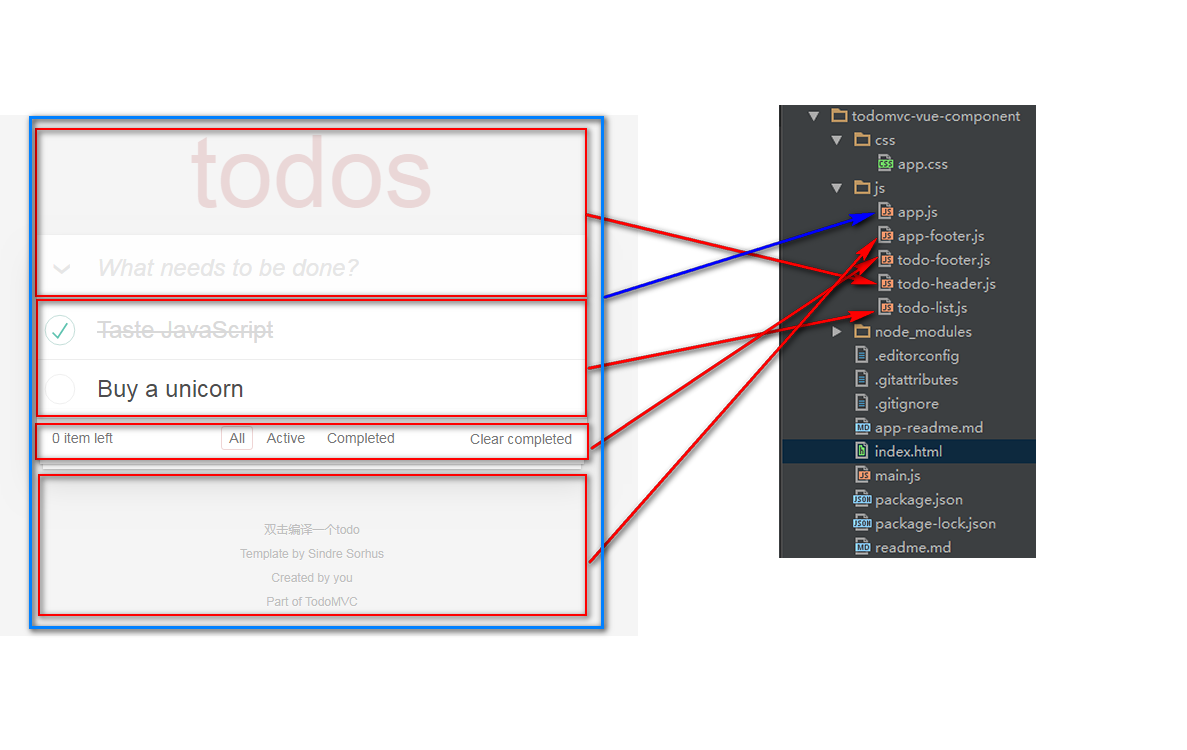 todos
What needs to be done?
Taste JavaScript
Buy a unicorn
0 item left All Active Completed Clear completed
双击编译一个todo
Template by Sindre Sorhus
Created by you
Part of TodoMVC
todomvc-vue-component
css
CSS app.css
js
JS app.js
JS app-footer.js
JS todo-footer.js
JS todo-header.js
JS todo-list.js
node_modules
.editorconfig
.gitattributes
.gitignore
MD app-readme.md
h index.html
JS main.js
JSON package.json
JSON package-lock.json
MD readme.md